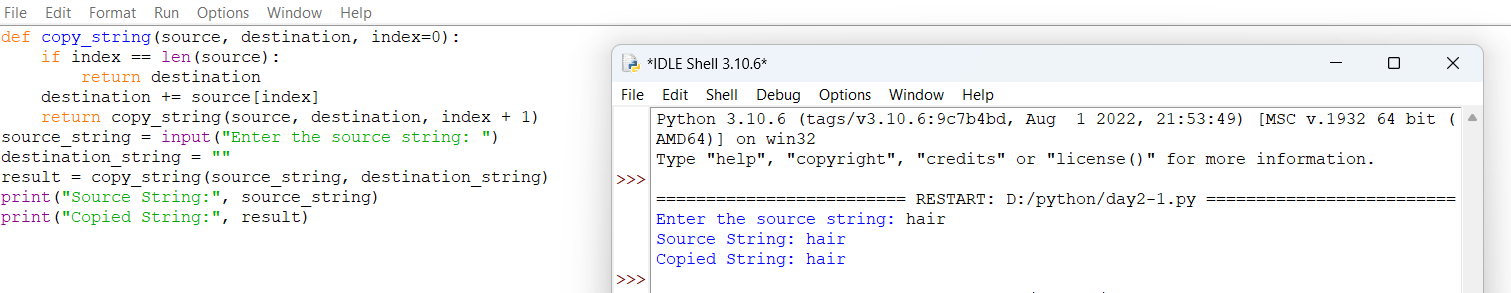 File Edit Format Run Options Window Help
def copy_string(source, destination, index=0):
    if index == len(source):
        return destination
    destination += source[index]
    return copy_string(source, destination, index + 1)
source_string = input("Enter the source string: ")
destination_string = ""
result = copy_string(source_string, destination_string)
print("Source String:", source_string)
print("Copied String:", result)
*IDLE Shell 3.10.6*
File Edit Shell Debug Options Window Help
Python 3.10.6 (tags/v3.10.6:9c7b4bd, Aug  1 2022, 21:53:49) [MSC v.1932 64 bit (
AMD64)] on win32
Type "help", "copyright", "credits" or "license()" for more information.
>>>
========================= RESTART: D:/python/day2-1.py =========================
Enter the source string: hair
Source String: hair
Copied String: hair
>>>